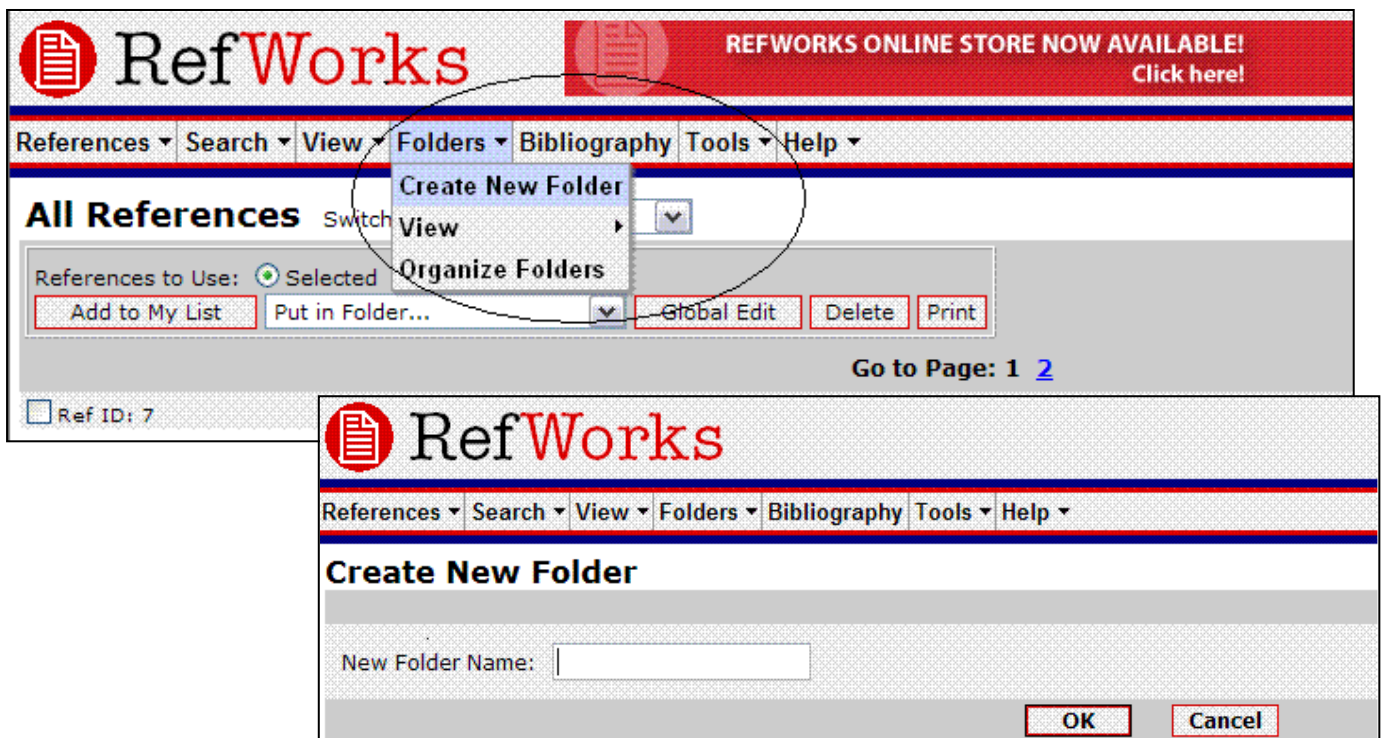 RefWorks
REFWORKS ONLINE STORE NOW AVAILABLE!
Click here!
References Search View Folders Bibliography Tools Help
Create New Folder
View
Organize Folders
All References Switch
References to Use: Selected
Add to My List Put in Folder... Global Edit Delete Print
Go to Page: 1 2
Ref ID: 7
RefWorks
References Search View Folders Bibliography Tools Help
Create New Folder
New Folder Name:
OK Cancel